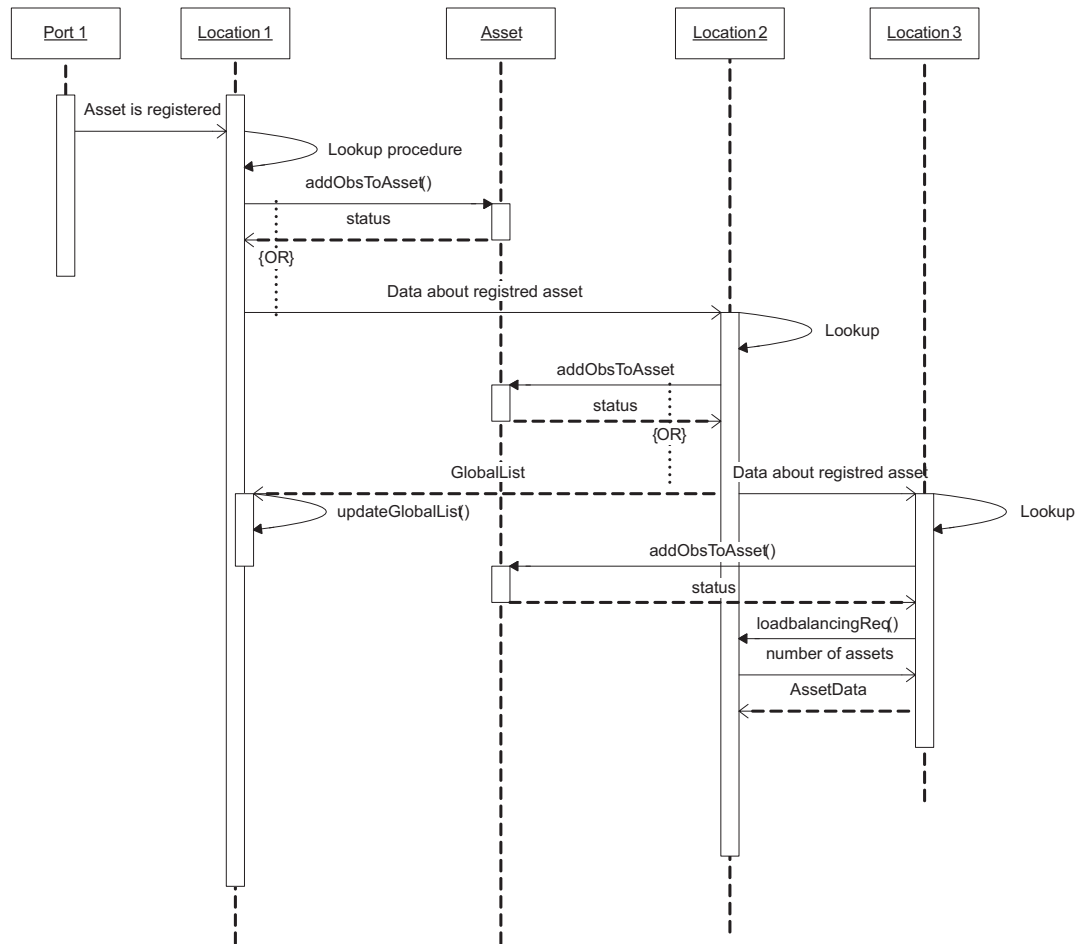 Port 1
Location 1
Asset
Location 2
Location 3
Asset is registered
Lookup procedure
addObsToAsset()
status
{OR}
Data about registred asset
Lookup
addObsToAsset
status
{OR}
GlobalList
Data about registred asset
updateGlobalList()
Lookup
addObsToAsset()
status
loadbalancingReq()
number of assets
AssetData